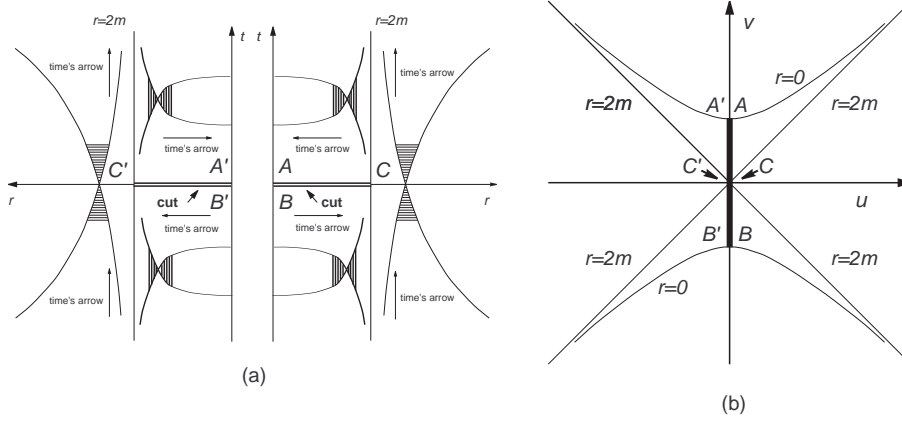 r=2m
t t
r=2m
time's arrow
time's arrow
time's arrow
time's arrow
C'
A'
A
C
r
cut
B'
B
cut
r
time's arrow
time's arrow
time's arrow
time's arrow
(a)
v
r=0
r=2m
A' A
r=2m
C' C
u
B' B
r=2m
r=2m
r=0
(b)